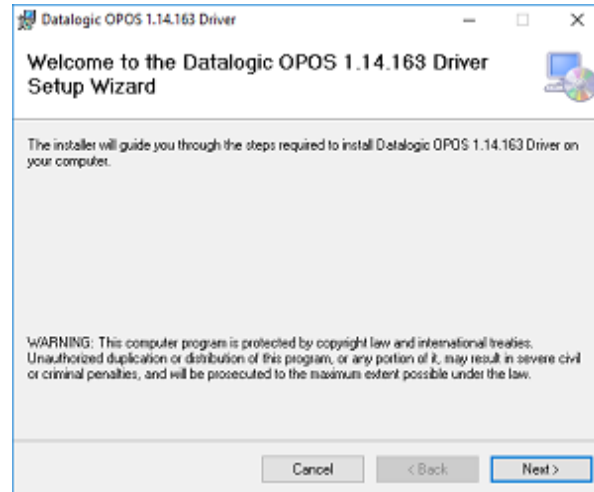 Datalogic OPOS 1.14.163 Driver
Welcome to the Datalogic OPOS 1.14.163 Driver
Setup Wizard
The installer will guide you through the steps required to install Datalogic OPOS 1.14.163 Driver on
your computer.
WARNING: This computer program is protected by copyright law and international treaties.
Unauthorized duplication or distribution of this program, or any portion of it, may result in severe civil
or criminal penalties, and will be prosecuted to the maximum extent possible under the law.
Cancel < Back Next >